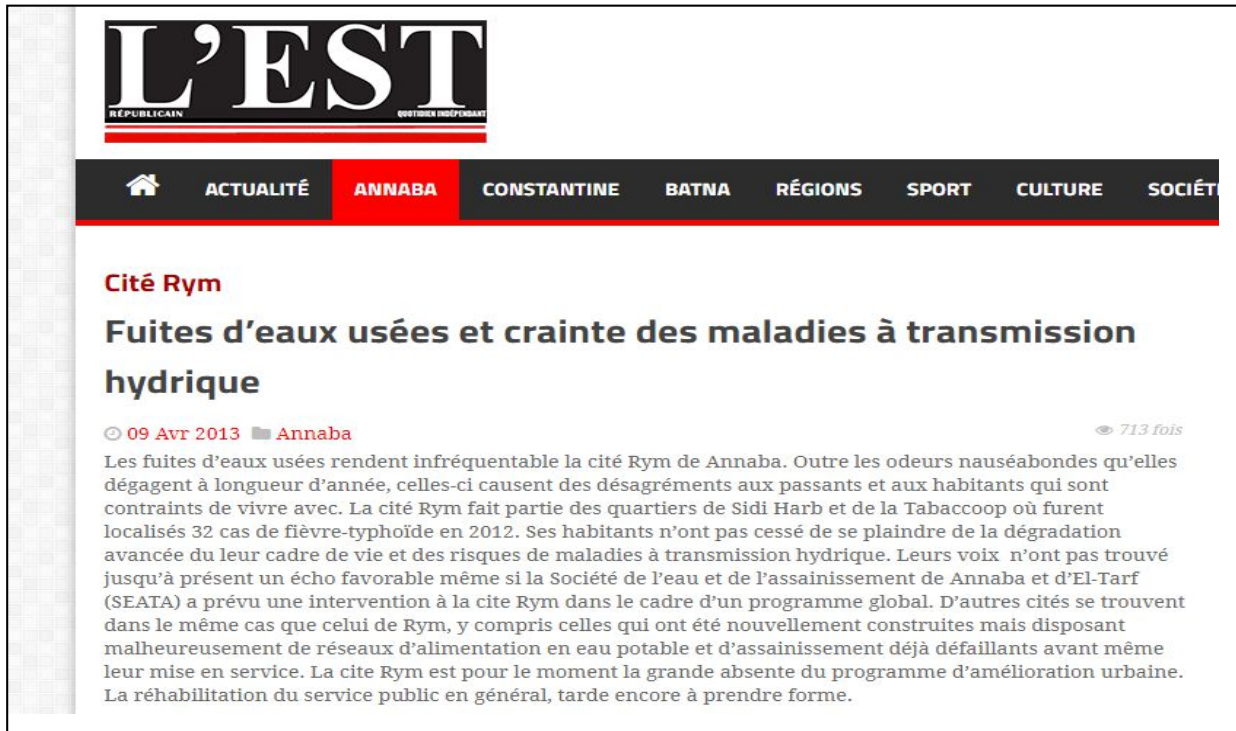 L'EST
RÉPUBLICAIN QUOTIDIEN INDÉPENDANT
ACTUALITÉ ANNABA CONSTANTINE BATNA RÉGIONS SPORT CULTURE SOCIÉT
Cité Rym
Fuites d’eaux usées et crainte des maladies à transmission
hydrique
09 Avr 2013 Annaba 713 fois
Les fuites d’eaux usées rendent infréquentable la cité Rym de Annaba. Outre les odeurs nauséabondes qu’elles
dégagent à longueur d’année, celles-ci causent des désagréments aux passants et aux habitants qui sont
contraints de vivre avec. La cité Rym fait partie des quartiers de Sidi Harb et de la Tabaccoop où furent
localisés 32 cas de fièvre-typhoïde en 2012. Ses habitants n’ont pas cessé de se plaindre de la dégradation
avancée du leur cadre de vie et des risques de maladies à transmission hydrique. Leurs voix n’ont pas trouvé
jusqu’à présent un écho favorable même si la Société de l’eau et de l’assainissement de Annaba et d’El-Tarf
(SEATA) a prévu une intervention à la cite Rym dans le cadre d’un programme global. D’autres cités se trouvent
dans le même cas que celui de Rym, y compris celles qui ont été nouvellement construites mais disposant
malheureusement de réseaux d’alimentation en eau potable et d’assainissement déjà défaillants avant même
leur mise en service. La cite Rym est pour le moment la grande absente du programme d’amélioration urbaine.
La réhabilitation du service public en général, tarde encore à prendre forme.